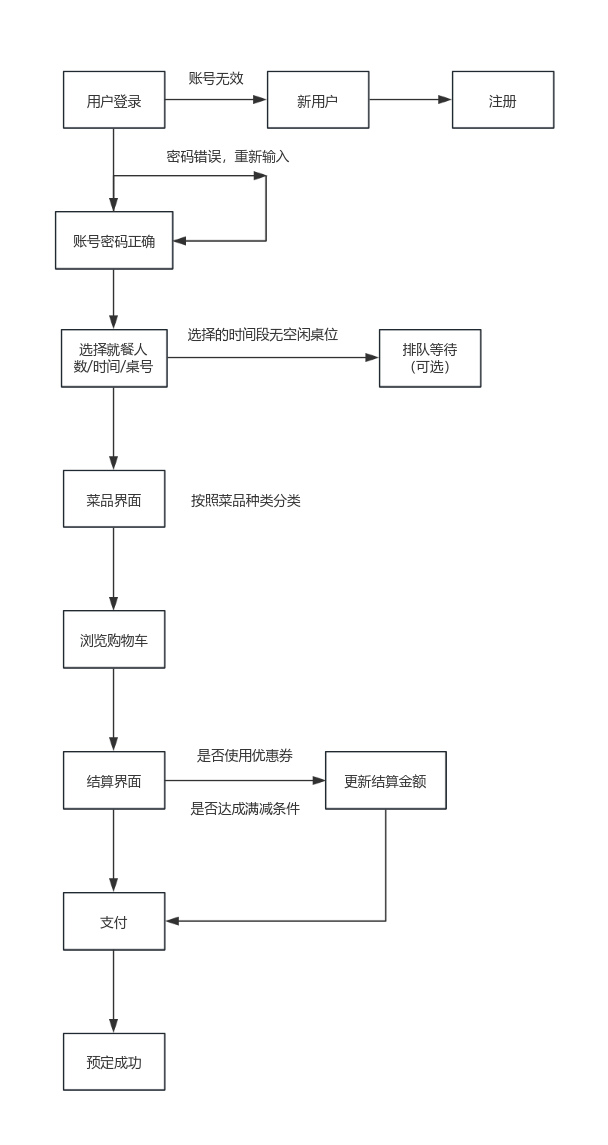 用户登录
账号无效
新用户
注册
密码错误，重新输入
账号密码正确
选择就餐人
数/时间/桌号
选择的时间段无空闲桌位
排队等待
（可选）
菜品界面
按照菜品种类分类
浏览购物车
结算界面
是否使用优惠券
是否达成满减条件
更新结算金额
支付
预定成功